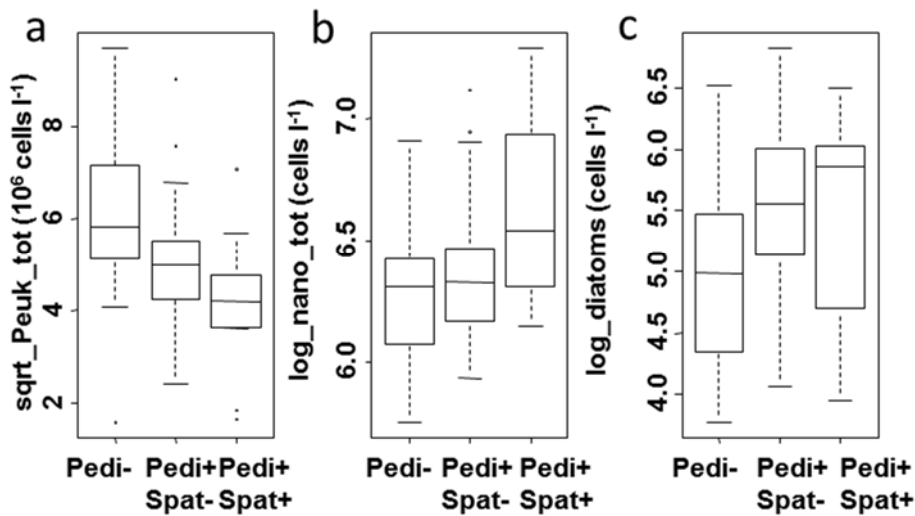 a
sqrt_Peuk_tot (10⁶ cells l⁻¹)
8
6
4
2
Pedi- Pedi+ Pedi+
Spat- Spat+
b
log_nano_tot (cells l⁻¹)
7.0
6.5
6.0
Pedi- Pedi+ Pedi+
Spat- Spat+
c
log_diatoms (cells l⁻¹)
6.5
6.0
5.5
5.0
4.5
4.0
Pedi- Pedi+ Pedi+
Spat- Spat+